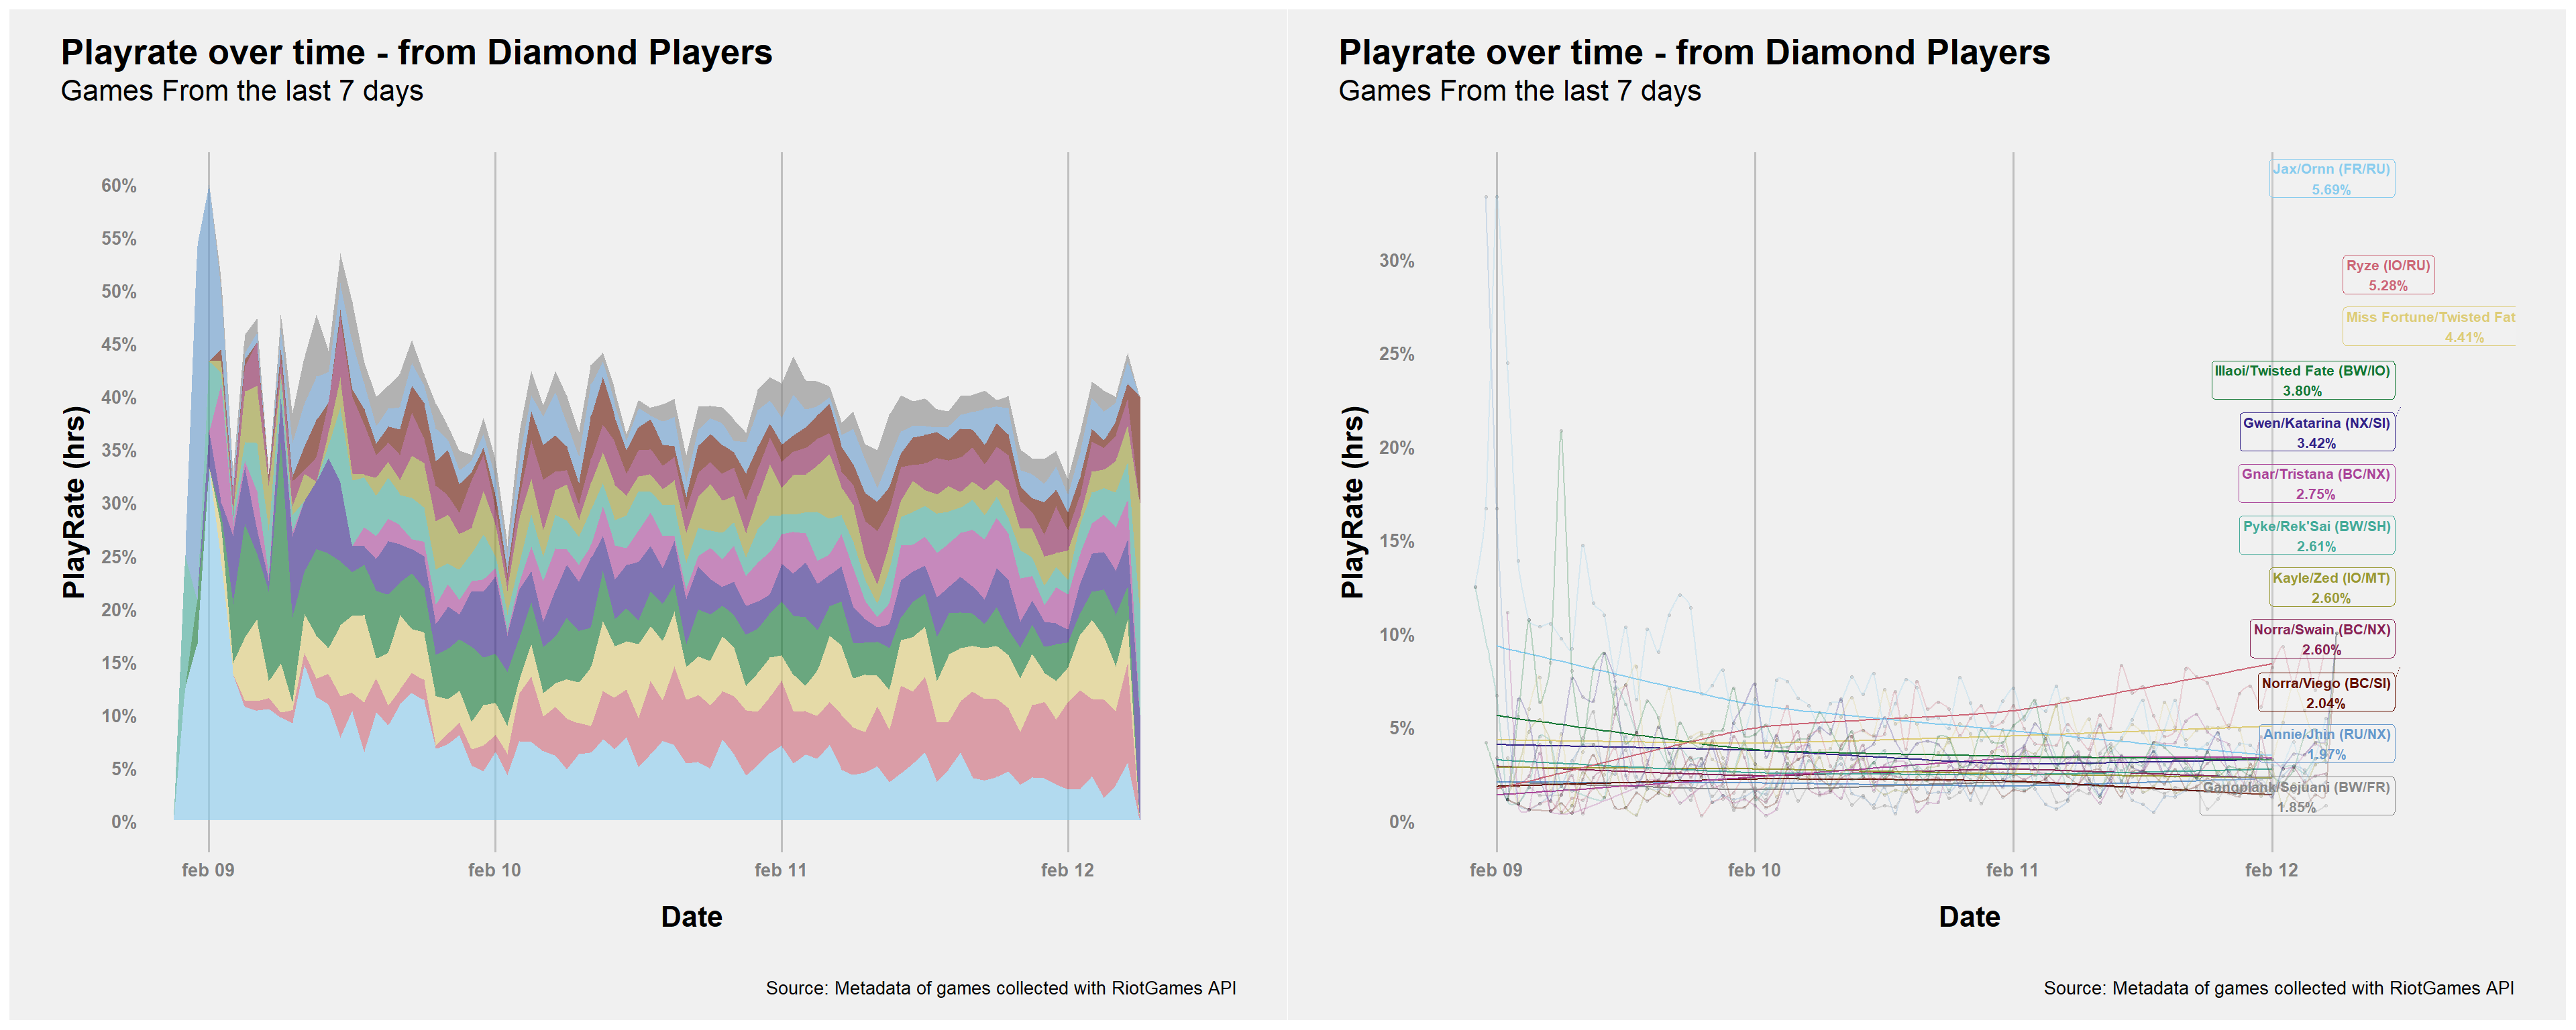 Playrate over time - from Diamond Players
Games From the last 7 days
PlayRate (hrs)
60%
55%
50%
45%
40%
35%
30%
25%
20%
15%
10%
5%
0%
feb 09
feb 10
feb 11
feb 12
Date
Source: Metadata of games collected with RiotGames API
Playrate over time - from Diamond Players
Games From the last 7 days
PlayRate (hrs)
30%
25%
20%
15%
10%
5%
0%
Jax/Ornn (FR/RU)
5.69%
Ryze (IO/RU)
5.28%
Miss Fortune/Twisted Fat
4.41%
Illaoi/Twisted Fate (BW/IO)
3.80%
Gwen/Katarina (NX/SI)
3.42%
Gnar/Tristana (BC/NX)
2.75%
Pyke/Rek'Sai (BW/SH)
2.61%
Kayle/Zed (IO/MT)
2.60%
Norra/Swain (BC/NX)
2.60%
Norra/Viego (BC/SI)
2.04%
Annie/Jhin (RU/NX)
1.97%
Gangplank/Sejuani (BW/FR)
1.85%
feb 09
feb 10
feb 11
feb 12
Date
Source: Metadata of games collected with RiotGames API